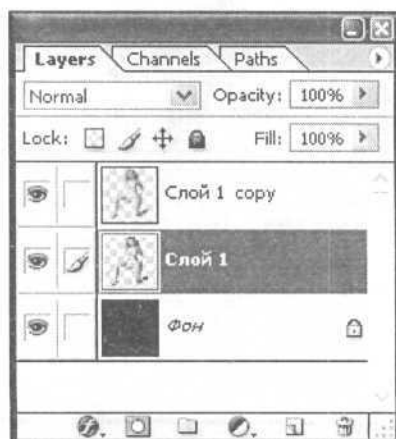 Layers Channels Paths
Normal Opacity: 100%
Lock: Fill: 100%
Слой 1 copy
Слой 1
Фон